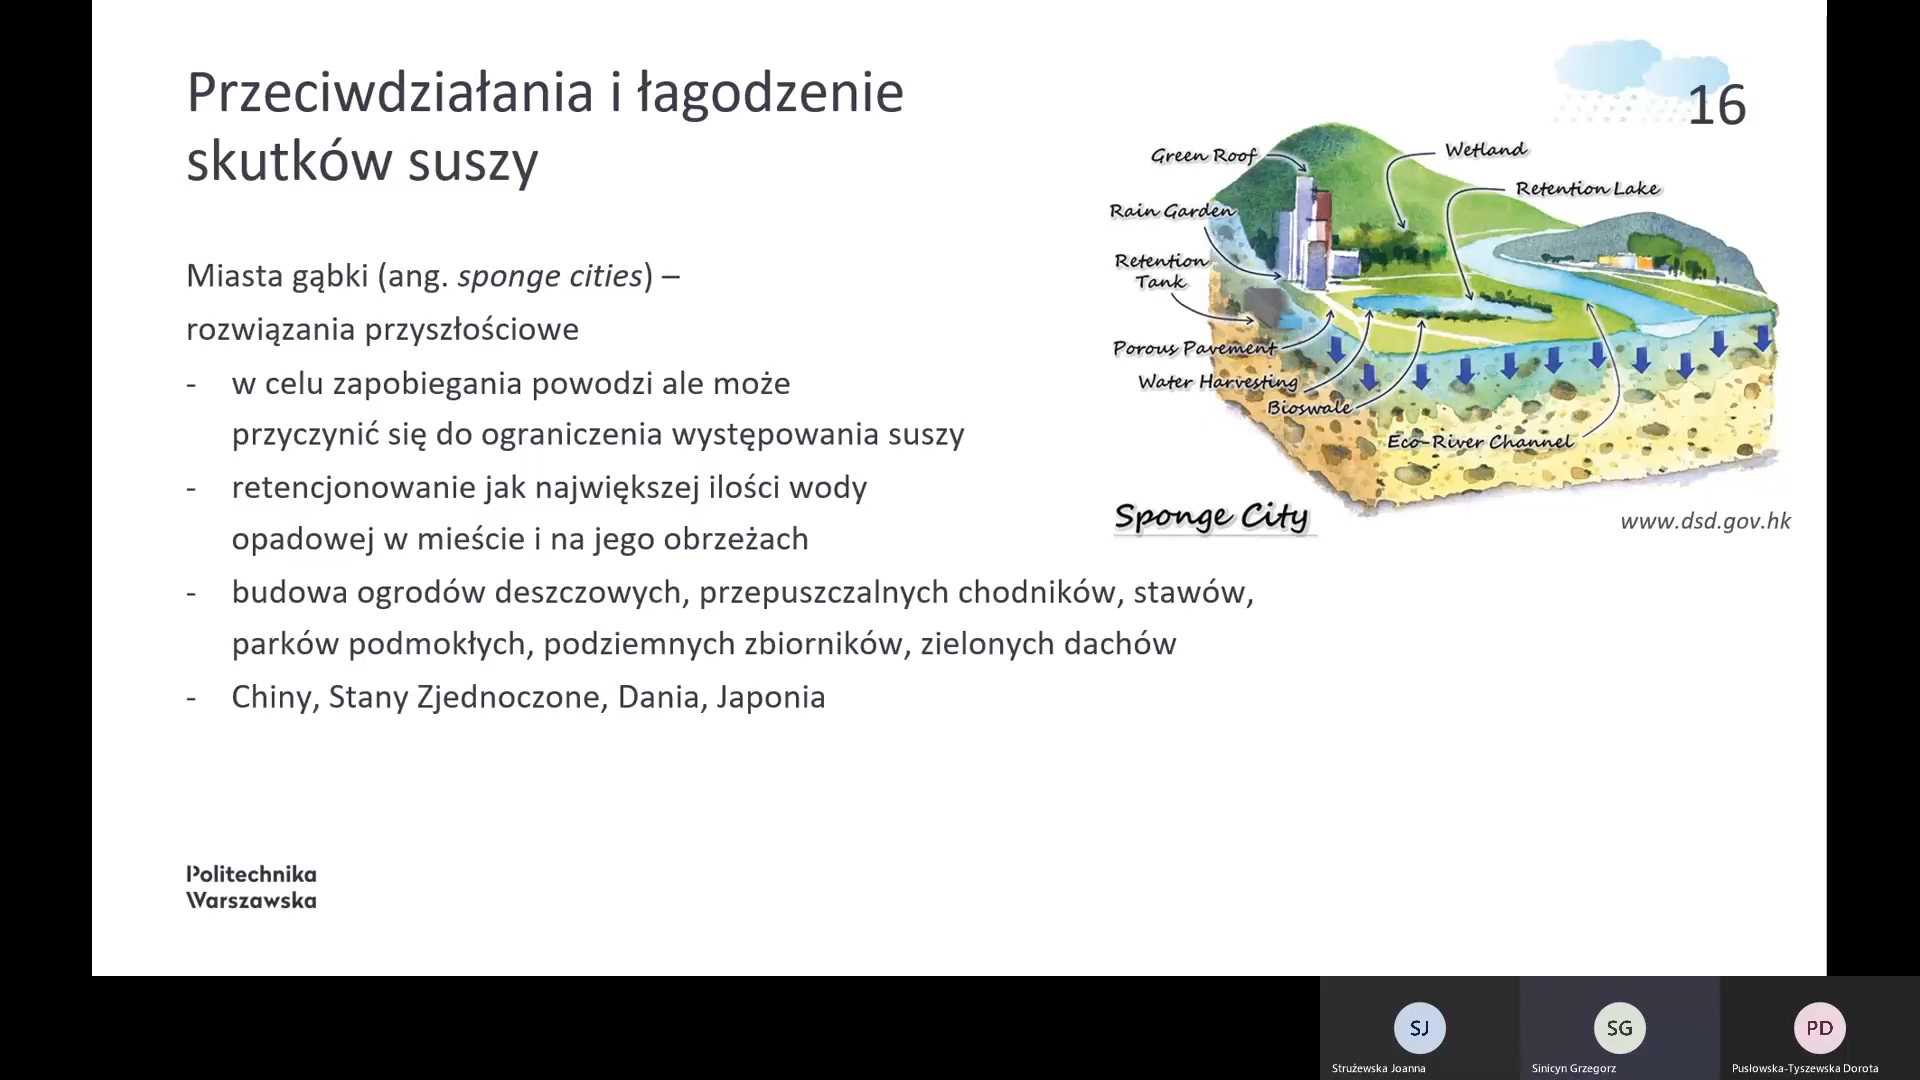 Przeciwdziałania i łagodzenie
skutków suszy
16
Miasta gąbki (ang. sponge cities) –
rozwiązania przyszłościowe
- w celu zapobiegania powodzi ale może
przyczynić się do ograniczenia występowania suszy
- retencjonowanie jak największej ilości wody
opadowej w mieście i na jego obrzeżach
- budowa ogrodów deszczowych, przepuszczalnych chodników, stawów,
parków podmokłych, podziemnych zbiorników, zielonych dachów
- Chiny, Stany Zjednoczone, Dania, Japonia
Green Roof
Wetland
Retention Lake
Rain Garden
Retention
Tank
Porous Pavement
Water Harvesting
Bioswale
Eco-River Channel
Sponge City
www.dsd.gov.hk
Politechnika
Warszawska
SJ
SG
PD
Strużewska Joanna
Sinicyn Grzegorz
Pusłowska-Tyszewska Dorota